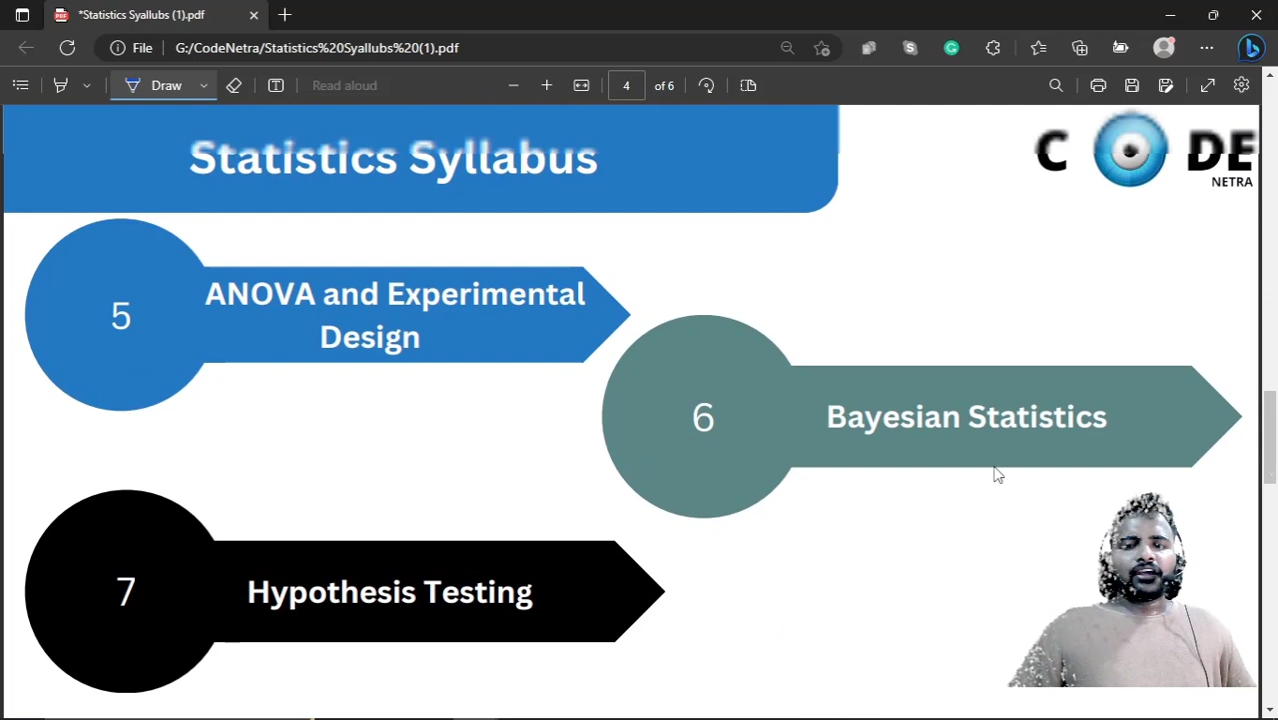 *Statistics Syallubs (1).pdf
File
G:/CodeNetra/Statistics%20Syallubs%20(1).pdf
Draw
Read aloud
4
of 6
Statistics Syllabus
C DE
NETRA
5
ANOVA and Experimental
Design
6
Bayesian Statistics
7
Hypothesis Testing